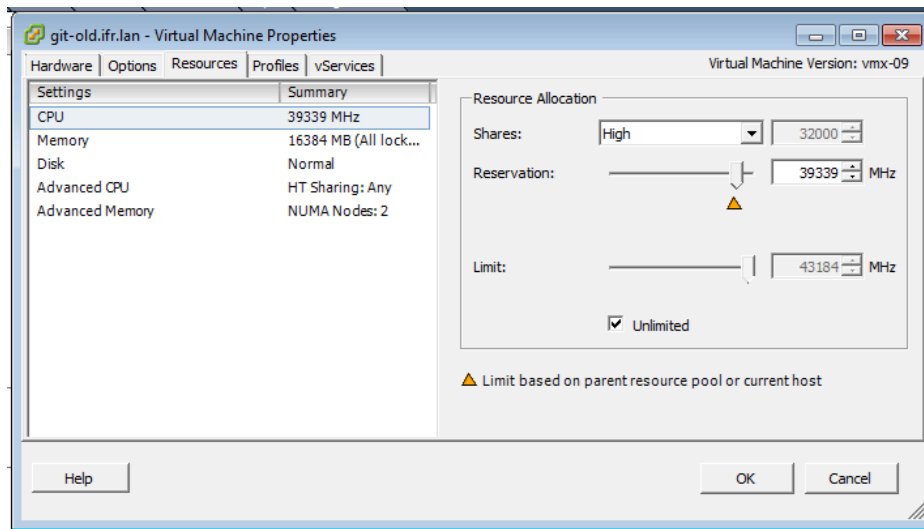 git-old.ifr.lan - Virtual Machine Properties
Hardware Options Resources Profiles vServices Virtual Machine Version: vmx-09
Settings Summary
CPU 39339 MHz
Memory 16384 MB (All lock...
Disk Normal
Advanced CPU HT Sharing: Any
Advanced Memory NUMA Nodes: 2
Resource Allocation
Shares: High 32000
Reservation: 39339 MHz
Limit: 43184 MHz
Unlimited
Limit based on parent resource pool or current host
Help OK Cancel